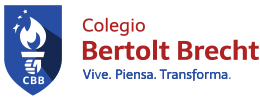 Colegio
Bertolt Brecht
Vive. Piensa. Transforma.
CBB